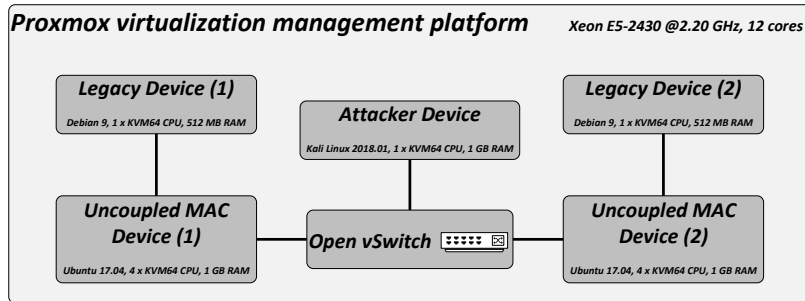 Proxmox virtualization management platform
Xeon E5-2430 @2.20 GHz, 12 cores
Legacy Device (1)
Debian 9, 1 x KVM64 CPU, 512 MB RAM
Attacker Device
Kali Linux 2018.01, 1 x KVM64 CPU, 1 GB RAM
Legacy Device (2)
Debian 9, 1 x KVM64 CPU, 512 MB RAM
Uncoupled MAC
Device (1)
Ubuntu 17.04, 4 x KVM64 CPU, 1 GB RAM
Open vSwitch
Uncoupled MAC
Device (2)
Ubuntu 17.04, 4 x KVM64 CPU, 1 GB RAM